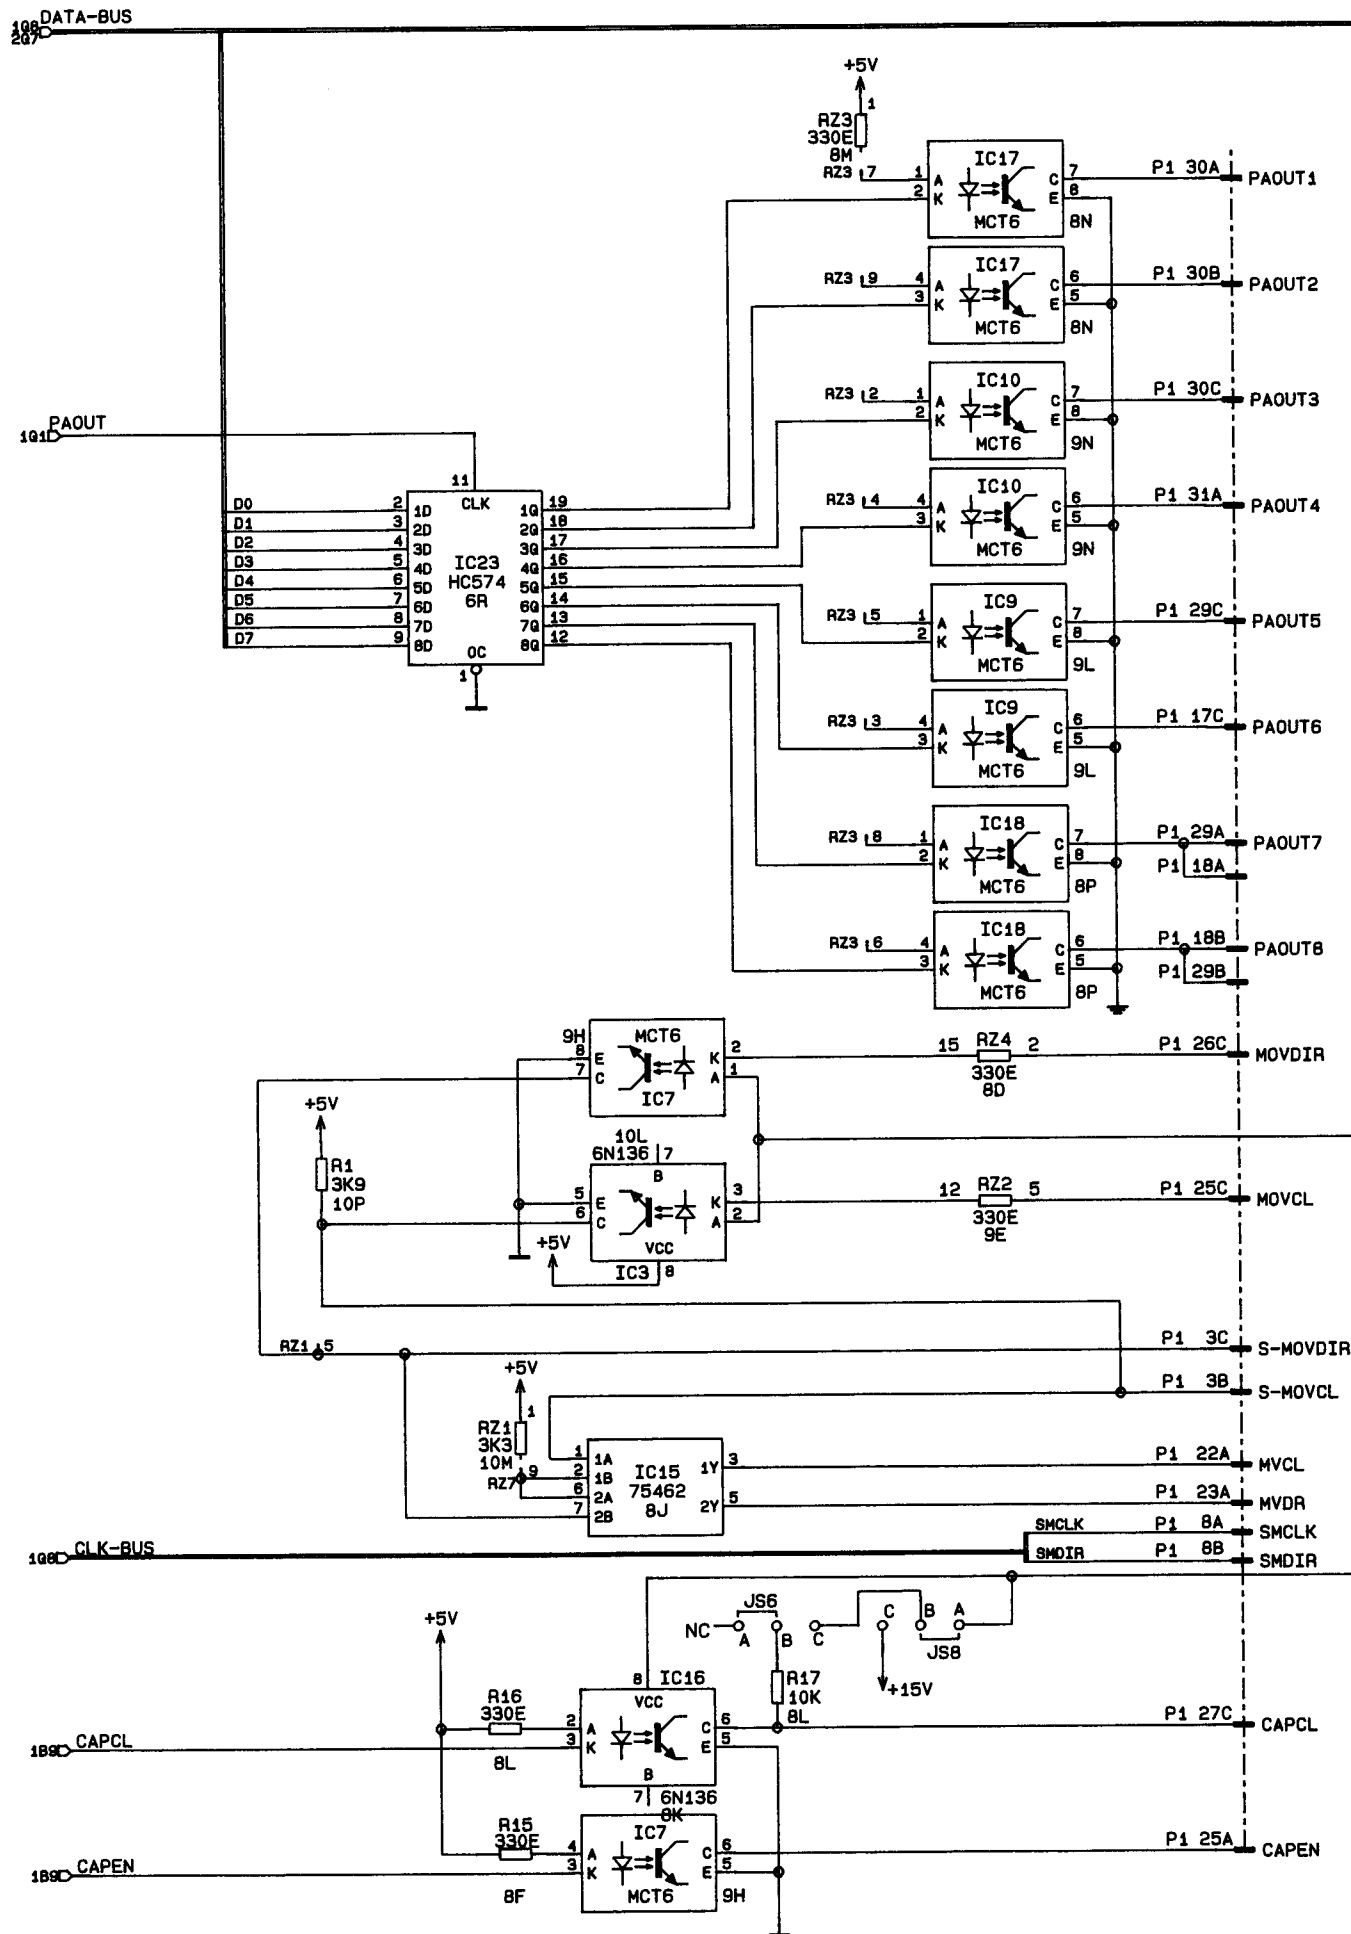 DATA-BUS
1Q8
2Q7
+5V
1
RZ3
330E
8M
RZ3 7 1 A IC17 C 7 P1 30A PAOUT1
2 K E 8
MCT6 8N
RZ3 9 4 A IC17 C 6 P1 30B PAOUT2
3 K E 5
MCT6 8N
RZ3 2 1 A IC10 C 7 P1 30C PAOUT3
2 K E 8
MCT6 9N
PAOUT
1Q1
RZ3 4 4 A IC10 C 6 P1 31A PAOUT4
3 K E 5
MCT6 9N
11
CLK
D0 2 1D 1Q 19
D1 3 2D 2Q 18
D2 4 3D 3Q 17
D3 5 4D IC23 4Q 16
D4 6 5D HC574 5Q 15
D5 7 6D 6R 6Q 14
D6 8 7D 7Q 13
D7 9 8D 8Q 12
OC
1
RZ3 5 1 A IC9 C 7 P1 29C PAOUT5
2 K E 8
MCT6 9L
RZ3 3 4 A IC9 C 6 P1 17C PAOUT6
3 K E 5
MCT6 9L
RZ3 8 1 A IC18 C 7 P1 29A PAOUT7
2 K E 8 P1 18A
MCT6 8P
RZ3 6 4 A IC18 C 6 P1 18B PAOUT8
3 K E 5 P1 29B
MCT6 8P
9H MCT6
8 E K 2 15 RZ4 2 P1 26C MOVDIR
7 C A 1 330E
IC7 8D
+5V
10L
6N136 7
B
R1
3K9
10P
5 E K 3 12 RZ2 5 P1 25C MOVCL
6 C A 2 330E
9E
+5V VCC
IC3 8
RZ1 5 P1 3C S-MOVDIR
+5V
P1 3B S-MOVCL
1
RZ1
3K3
10M
RZ7 9
1 1A 1Y 3 P1 22A MVCL
2 1B IC15
6 2A 75462 2Y 5 P1 23A MVDR
7 2B 8J
SMCLK P1 8A SMCLK
1Q8 CLK-BUS
SMDIR P1 8B SMDIR
JS6
NC A B C C B A
JS8
+5V
R17
10K
8L
+15V
8 IC16
VCC
R16
330E
8L
2 A C 6 P1 27C CAPCL
3 K E 5
1B9 CAPCL
B
7 6N136
8K
R15
330E
8F
IC7
4 A C 6 P1 25A CAPEN
3 K E 5
1B9 CAPEN
MCT6 9H